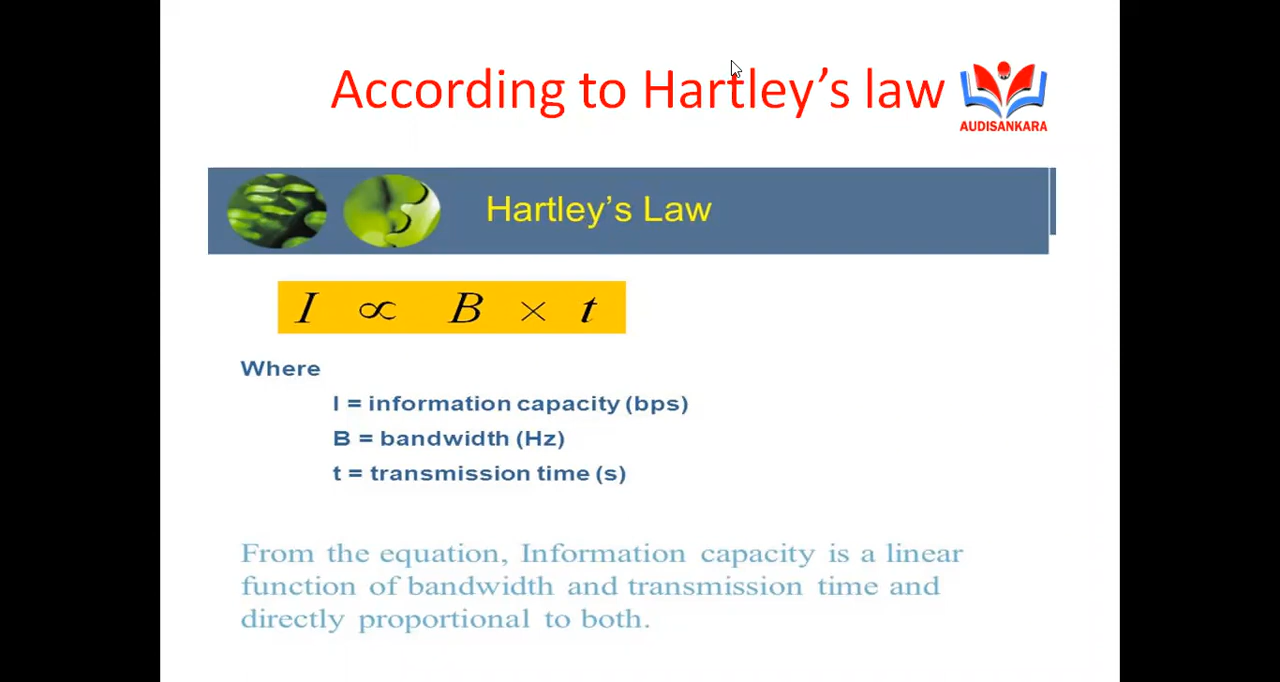 According to Hartley's law
AUDISANKARA
Hartley's Law
I ∝ B × t
Where
I = information capacity (bps)
B = bandwidth (Hz)
t = transmission time (s)
From the equation, Information capacity is a linear
function of bandwidth and transmission time and
directly proportional to both.